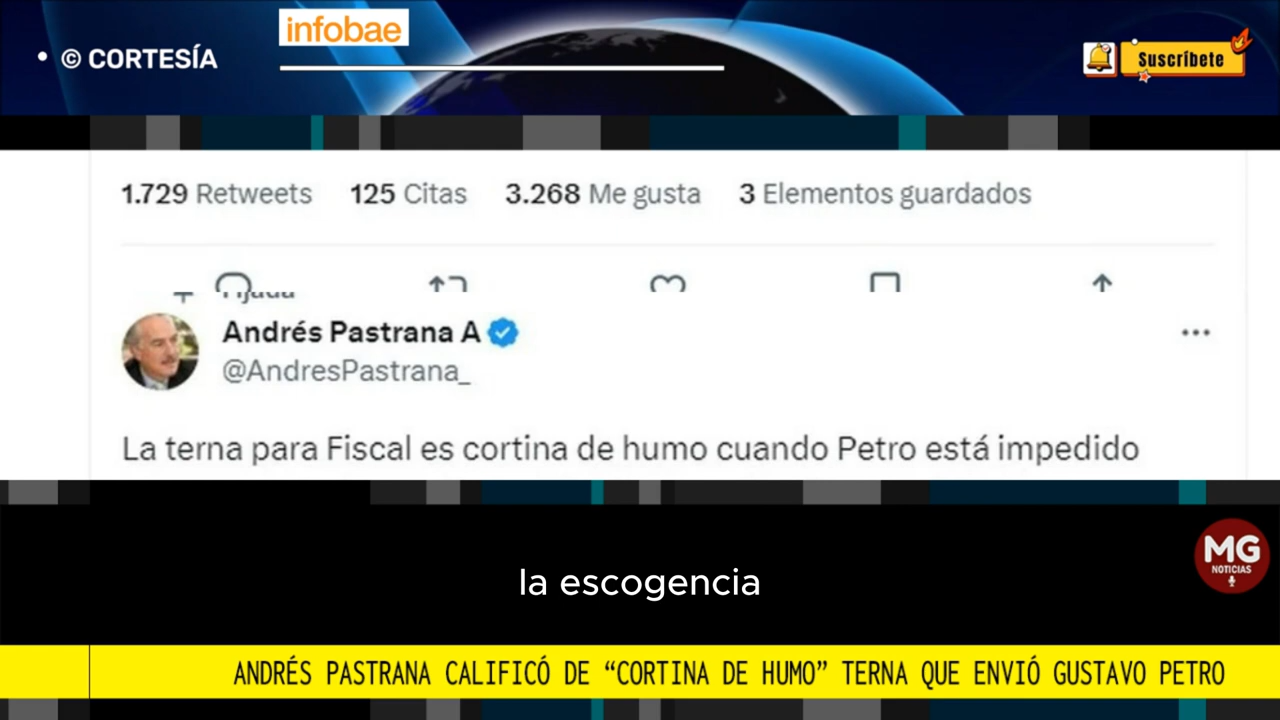 infobae
© CORTESÍA
Suscríbete
1.729 Retweets 125 Citas 3.268 Me gusta 3 Elementos guardados
Andrés Pastrana A
@AndresPastrana_
La terna para Fiscal es cortina de humo cuando Petro está impedido
MG
NOTICIAS
la escogencia
ANDRÉS PASTRANA CALIFICÓ DE “CORTINA DE HUMO” TERNA QUE ENVIÓ GUSTAVO PETRO